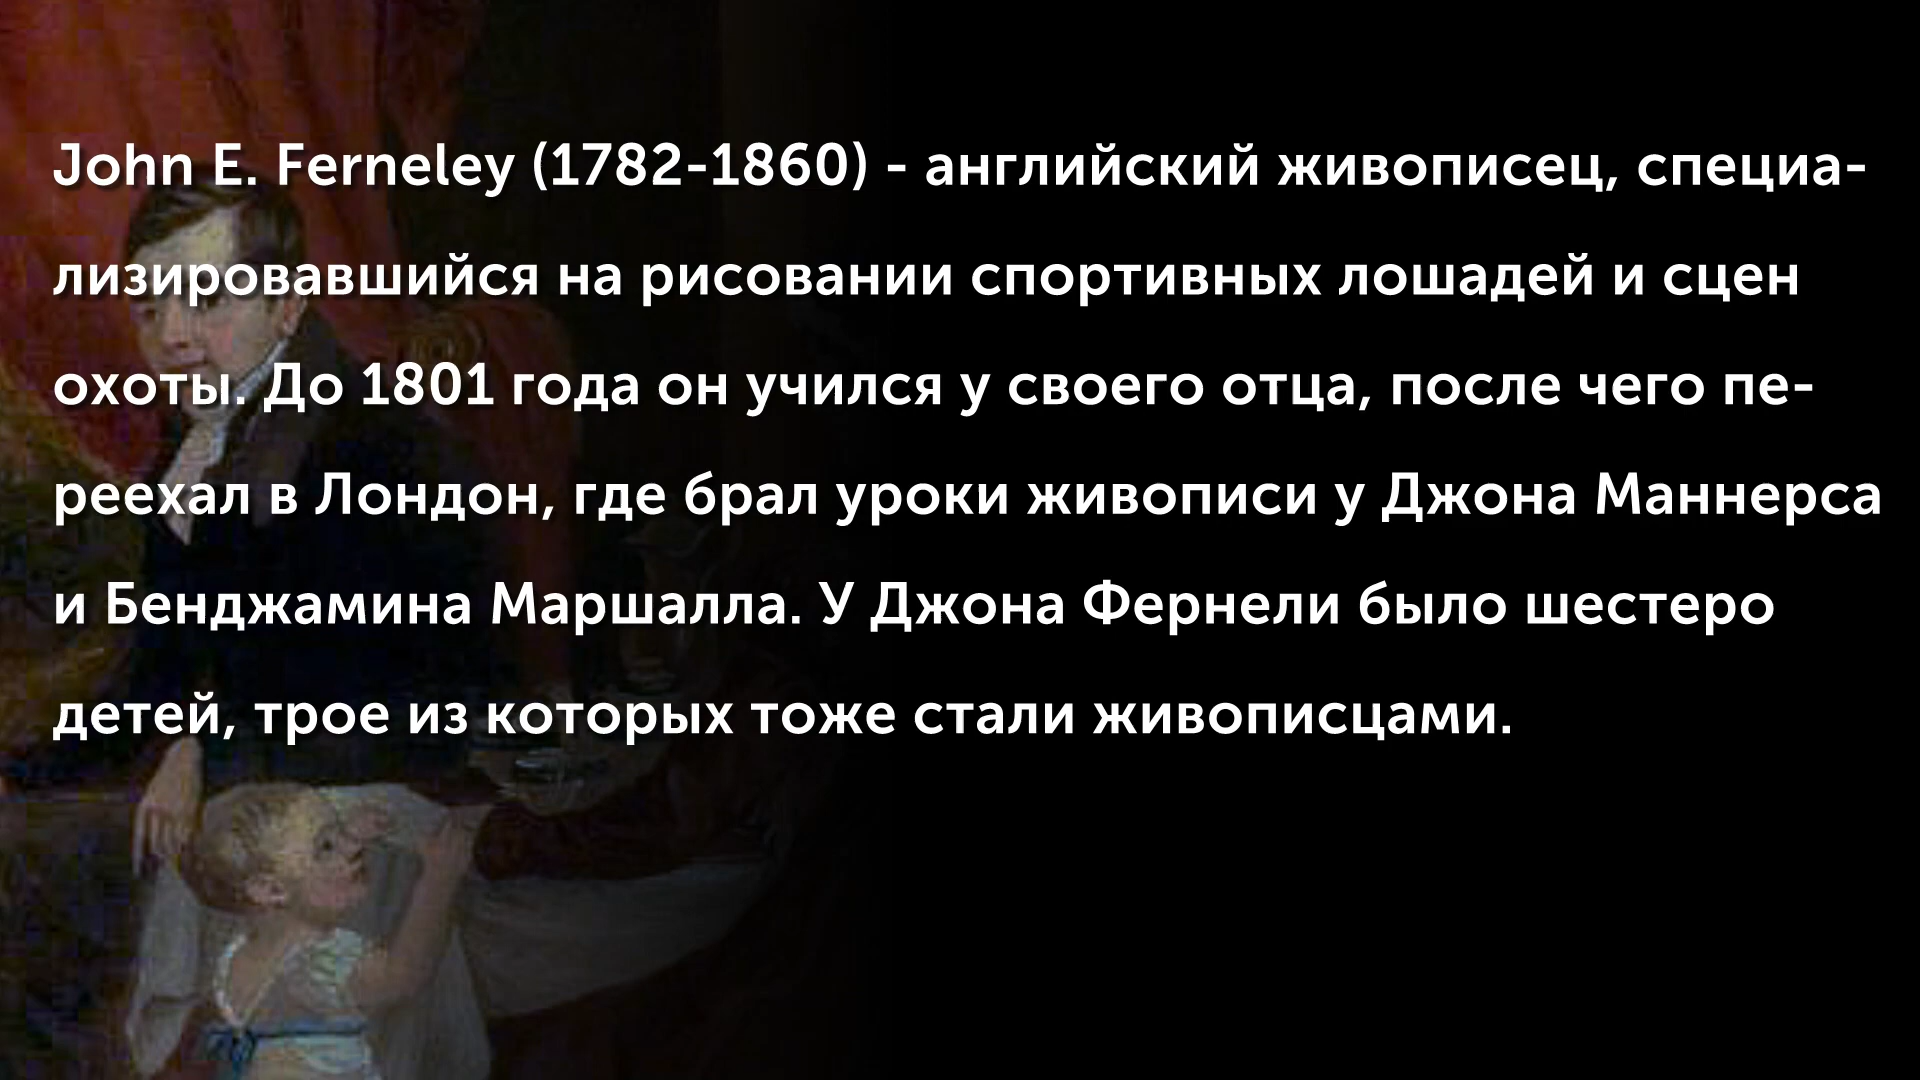 John E. Ferneley (1782-1860) - английский живописец, специа-
лизировавшийся на рисовании спортивных лошадей и сцен
охоты. До 1801 года он учился у своего отца, после чего пе-
реехал в Лондон, где брал уроки живописи у Джона Маннерса
и Бенджамина Маршалла. У Джона Фернели было шестеро
детей, трое из которых тоже стали живописцами.